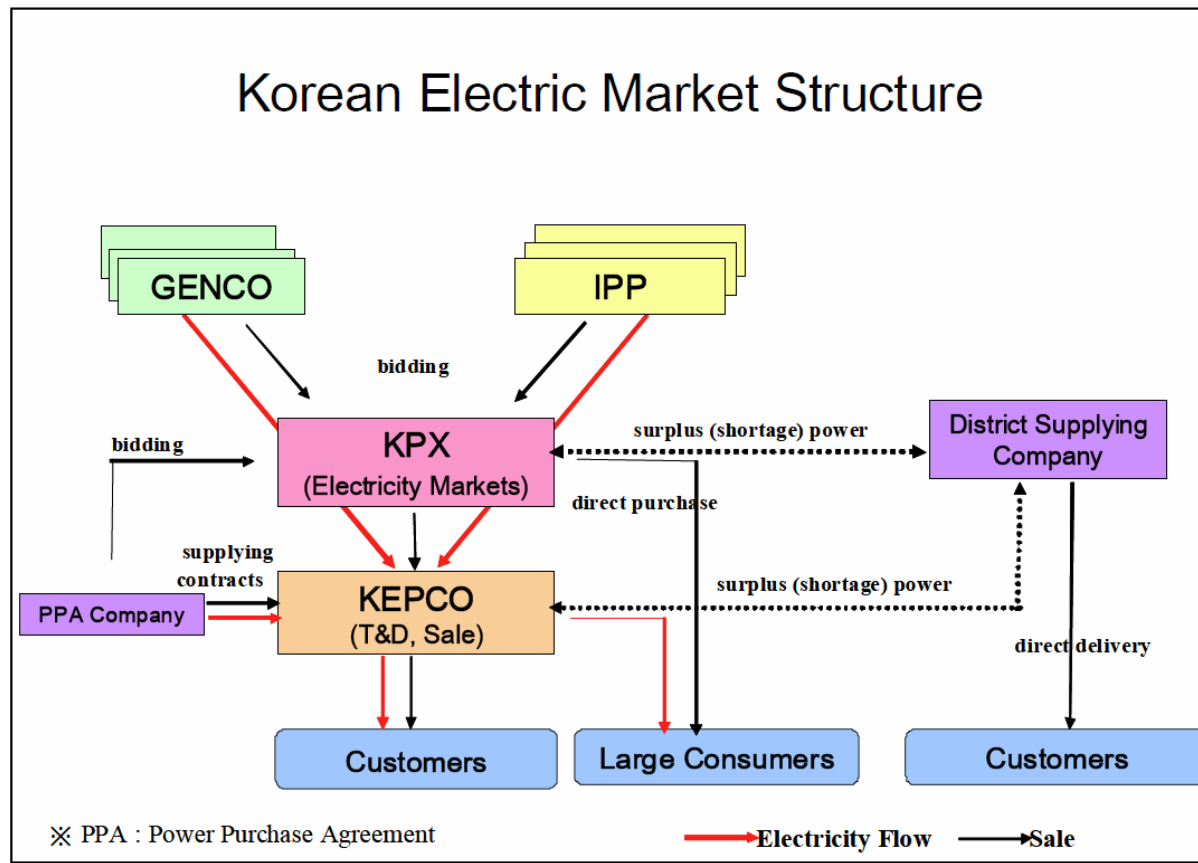 Korean Electric Market Structure
GENCO
IPP
bidding
bidding
KPX
(Electricity Markets)
surplus (shortage) power
District Supplying
Company
direct purchase
supplying
contracts
PPA Company
KEPCO
(T&D, Sale)
surplus (shortage) power
direct delivery
Customers
Large Consumers
Customers
※ PPA : Power Purchase Agreement
Electricity Flow
Sale